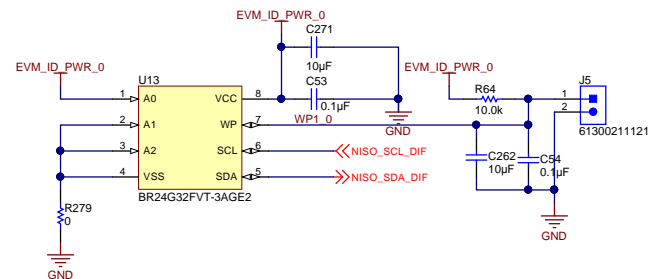 EVM_ID_PWR_0
C271
10µF
EVM_ID_PWR_0
EVM_ID_PWR_0
U13
C53
0.1µF
R64
10.0k
J5
1
A0
VCC
8
1
2
A1
WP
7
WP1_0
2
GND
61300211121
3
A2
SCL
6
NISO_SCL_DIF
C262
10µF
C54
0.1µF
4
VSS
SDA
5
NISO_SDA_DIF
BR24G32FVT-3AGE2
R279
0
GND
GND